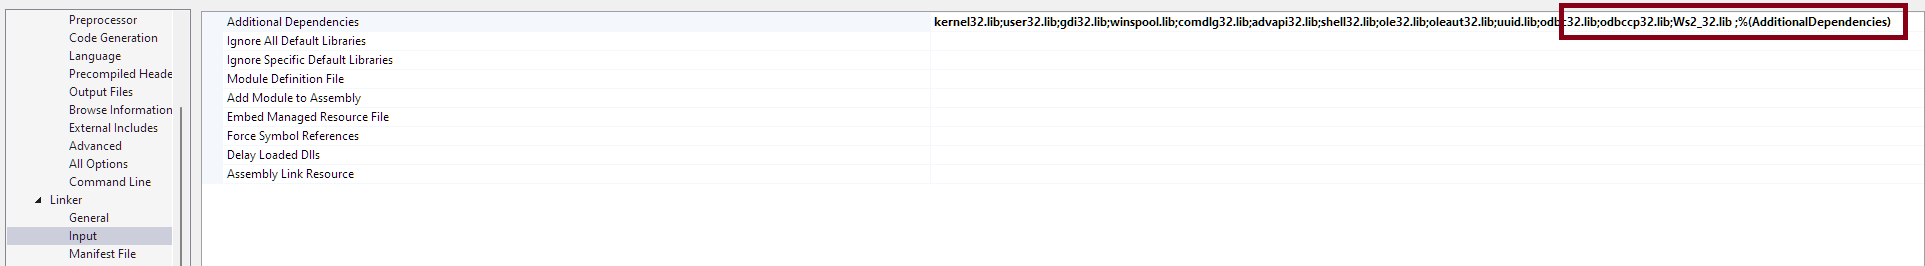 Preprocessor
Code Generation
Language
Precompiled Heade
Output Files
Browse Information
External Includes
Advanced
All Options
Command Line
Linker
General
Input
Manifest File
Additional Dependencies kernel32.lib;user32.lib;gdi32.lib;winspool.lib;comdlg32.lib;advapi32.lib;shell32.lib;ole32.lib;oleaut32.lib;uuid.lib;odbc32.lib;odbccp32.lib;Ws2_32.lib ;%(AdditionalDependencies)
Ignore All Default Libraries
Ignore Specific Default Libraries
Module Definition File
Add Module to Assembly
Embed Managed Resource File
Force Symbol References
Delay Loaded Dlls
Assembly Link Resource